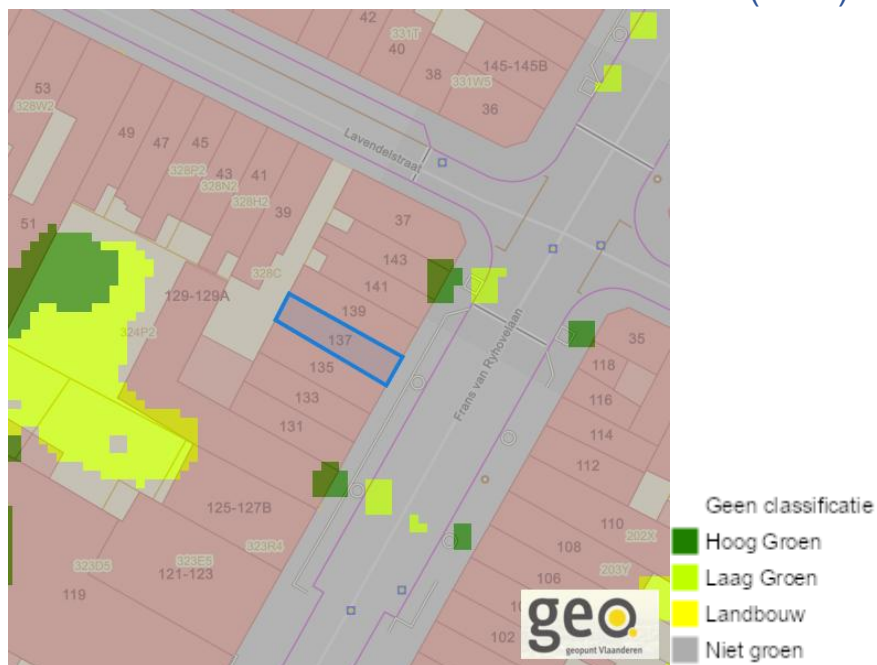 42
331T
40
38
145-145B
331W5
36
53
328W2
49
47
45
328P2
43
328N2
41
328H2
39
Lavendelstraat
51
37
143
328C
141
129-129A
139
137
324P2
135
133
131
Frans van Ryhovelaan
35
118
116
114
112
125-127B
110
202X
323R4
108
323E5
323D5
121-123
106
203Y
119
102
geo
geopunt Vlaanderen
Geen classificatie
Hoog Groen
Laag Groen
Landbouw
Niet groen